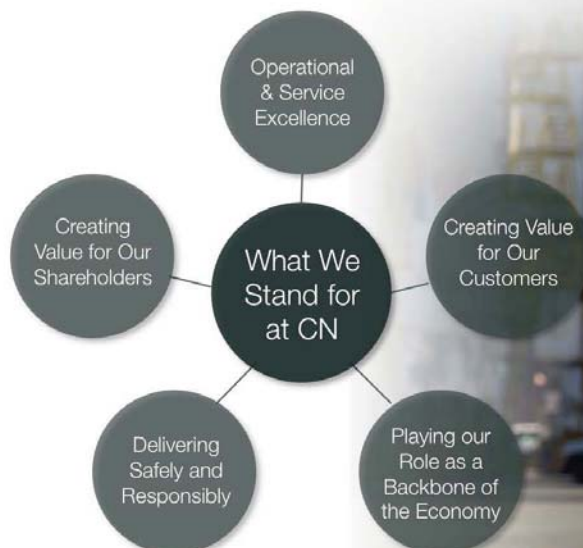 Operational
& Service
Excellence
Creating
Value for Our
Shareholders
What We
Stand for
at CN
Creating Value
for Our
Customers
Delivering
Safely and
Responsibly
Playing our
Role as a
Backbone of
the Economy